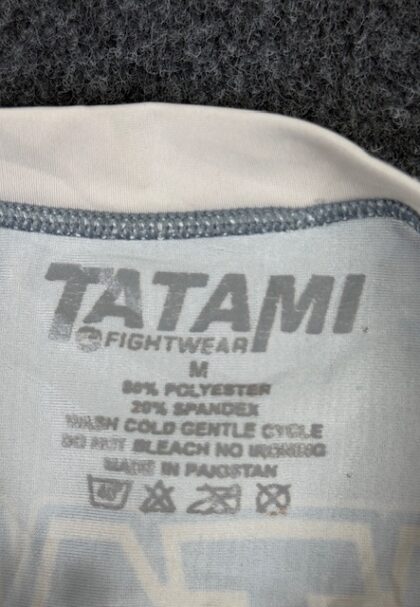 TATAMI
FIGHTWEAR
M
80% POLYESTER
20% SPANDEX
WASH COLD GENTLE CYCLE
DO NOT BLEACH NO IRONING
MADE IN PAKISTAN